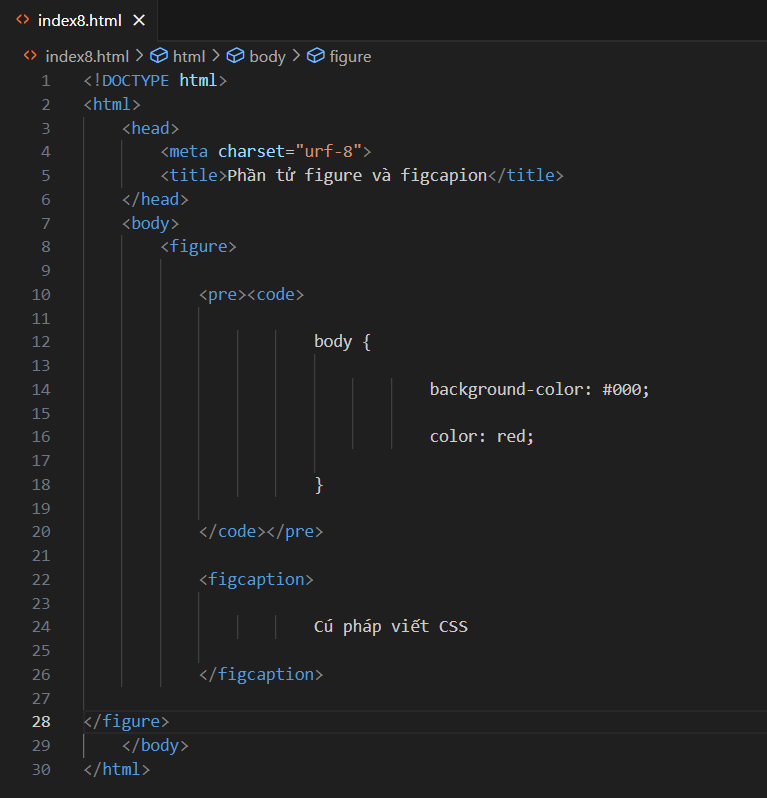 index8.html
index8.html > html > body > figure
1 <!DOCTYPE html>
2 <html>
3 <head>
4 <meta charset="urf-8">
5 <title>Phần tử figure và figcapion</title>
6 </head>
7 <body>
8 <figure>
9
10 <pre><code>
11
12 body {
13
14 background-color: #000;
15
16 color: red;
17
18 }
19
20 </code></pre>
21
22 <figcaption>
23
24 Cú pháp viết CSS
25
26 </figcaption>
27
28 </figure>
29 </body>
30 </html>